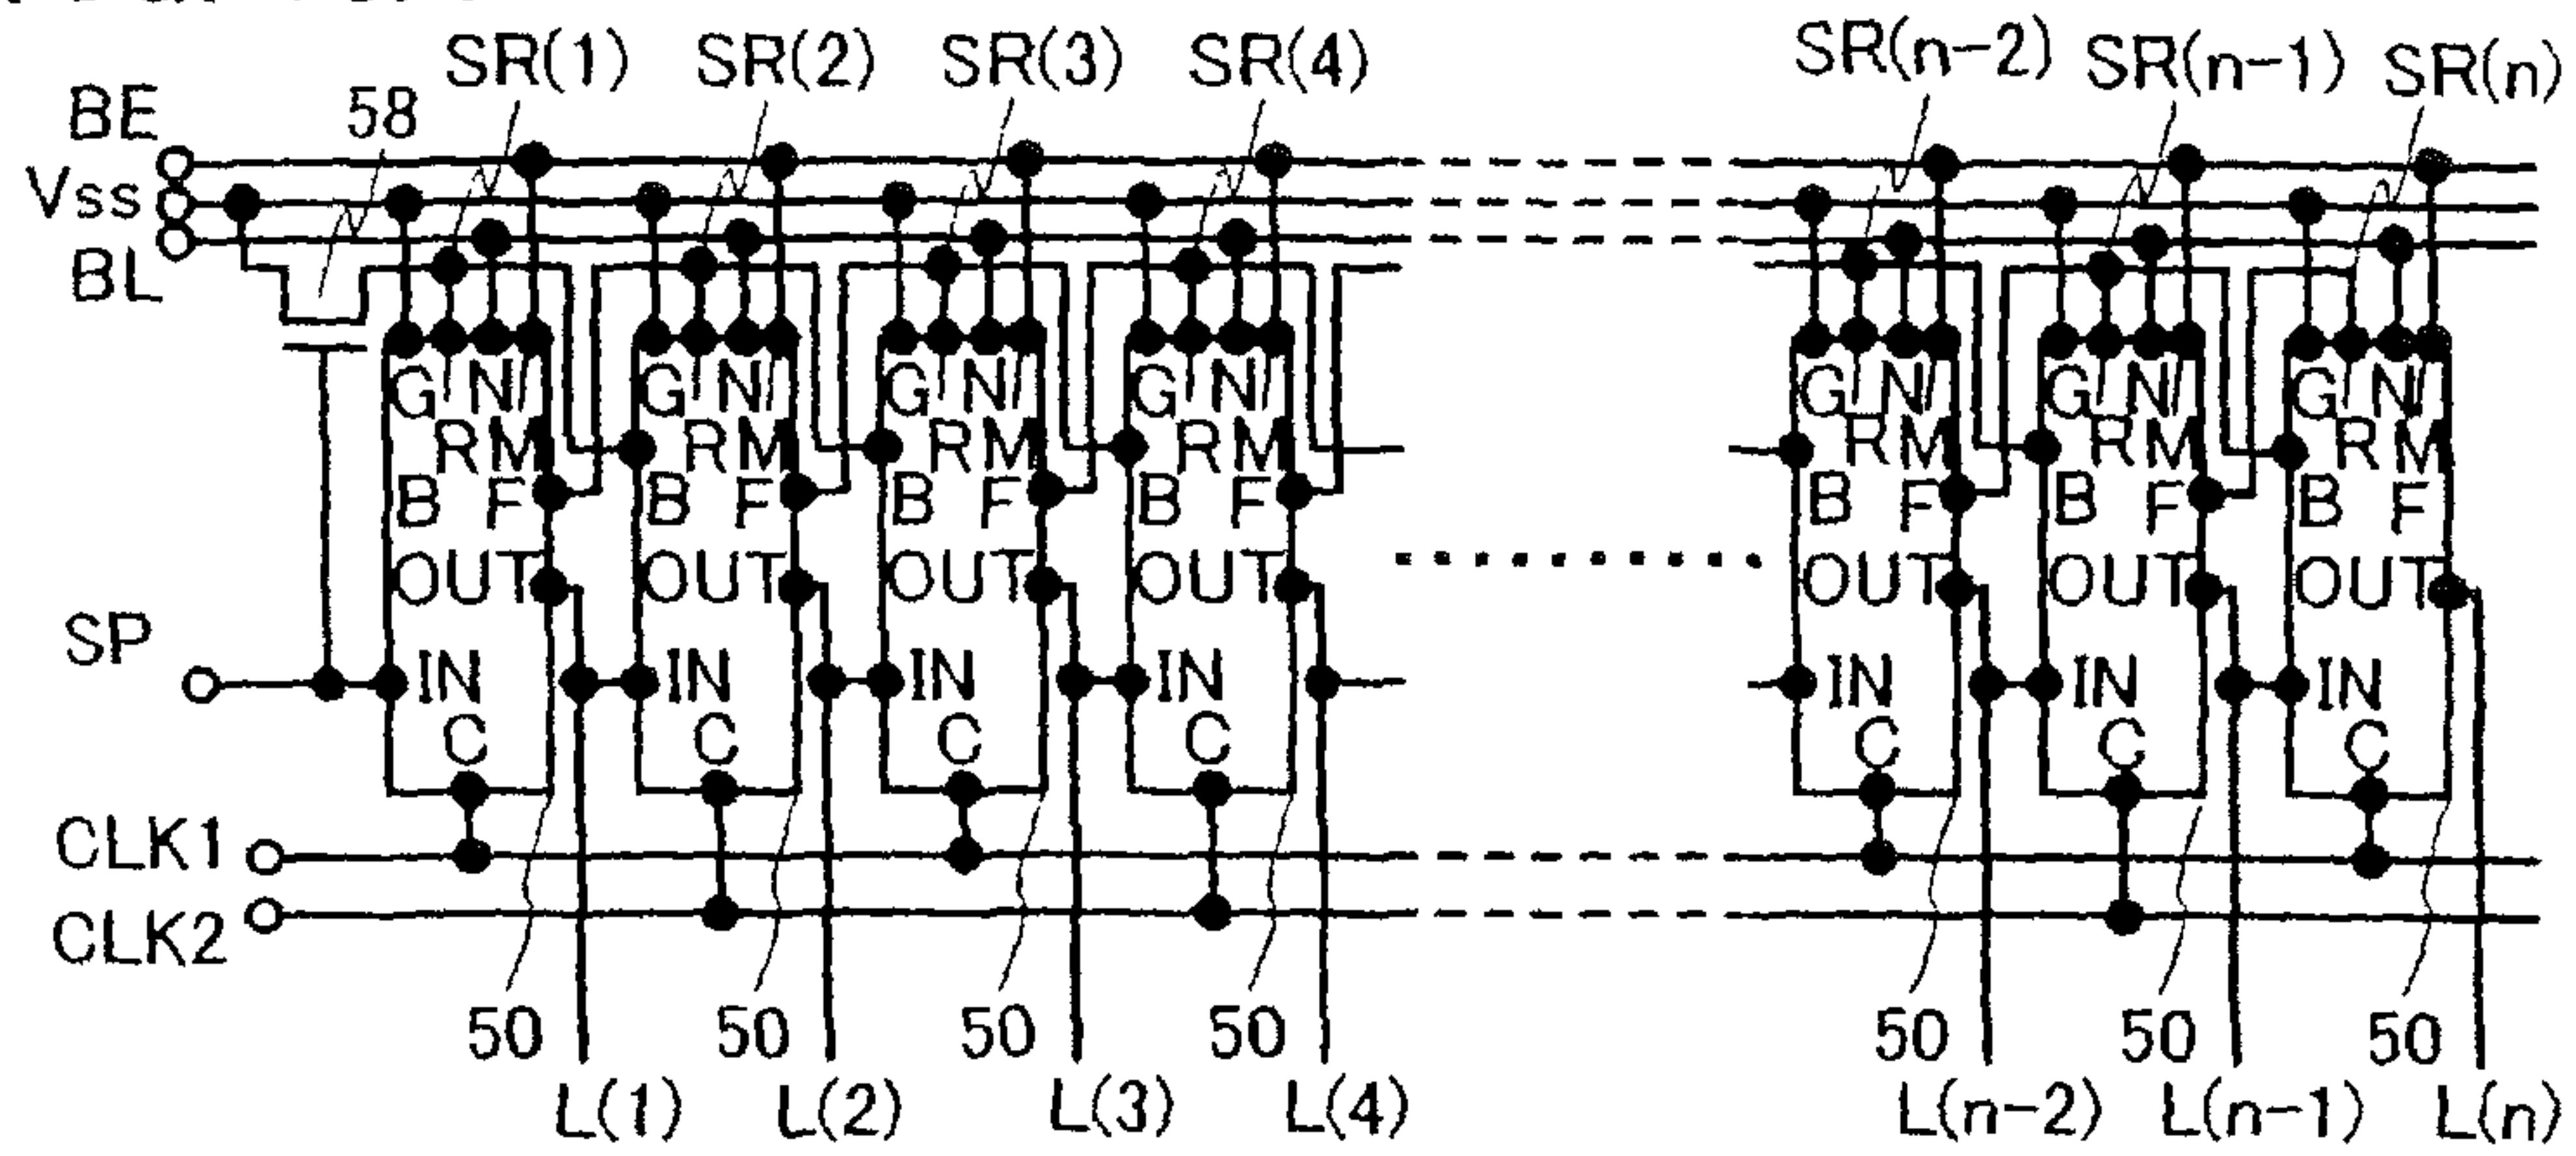 SR(1) SR(2) SR(3) SR(4) SR(n-2) SR(n-1) SR(n)
BE 58
Vss
BL
G N G N G N G N G N G N G N
R M R M R M R M R M R M R M
B F B F B F B F B F B F B F
OUT OUT OUT OUT OUT OUT OUT
SP
IN IN IN IN IN IN IN
C C C C C C C
CLK1
CLK2
50 50 50 50 50 50 50
L(1) L(2) L(3) L(4) L(n-2) L(n-1) L(n)